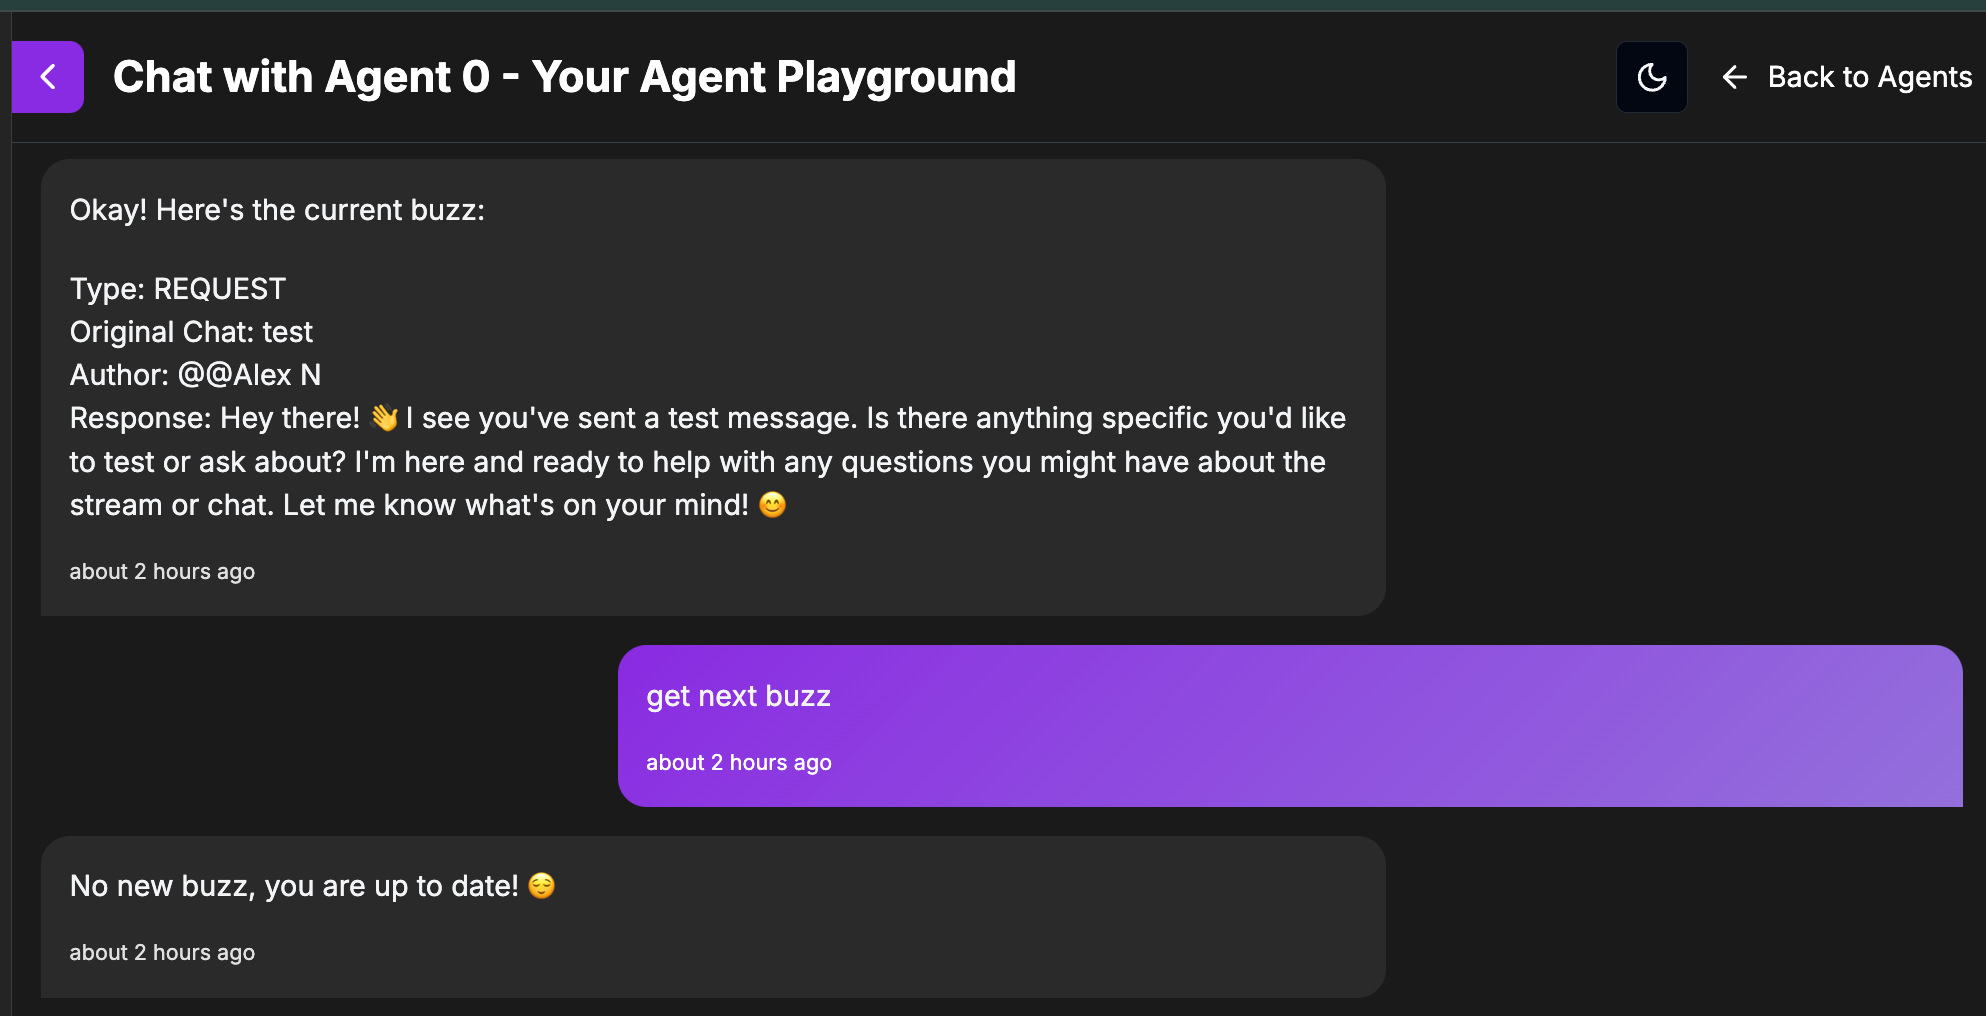 Chat with Agent 0 - Your Agent Playground
Back to Agents
Okay! Here's the current buzz:
Type: REQUEST
Original Chat: test
Author: @@Alex N
Response: Hey there! 👋 I see you've sent a test message. Is there anything specific you'd like
to test or ask about? I'm here and ready to help with any questions you might have about the
stream or chat. Let me know what's on your mind! 😊
about 2 hours ago
get next buzz
about 2 hours ago
No new buzz, you are up to date! 😌
about 2 hours ago